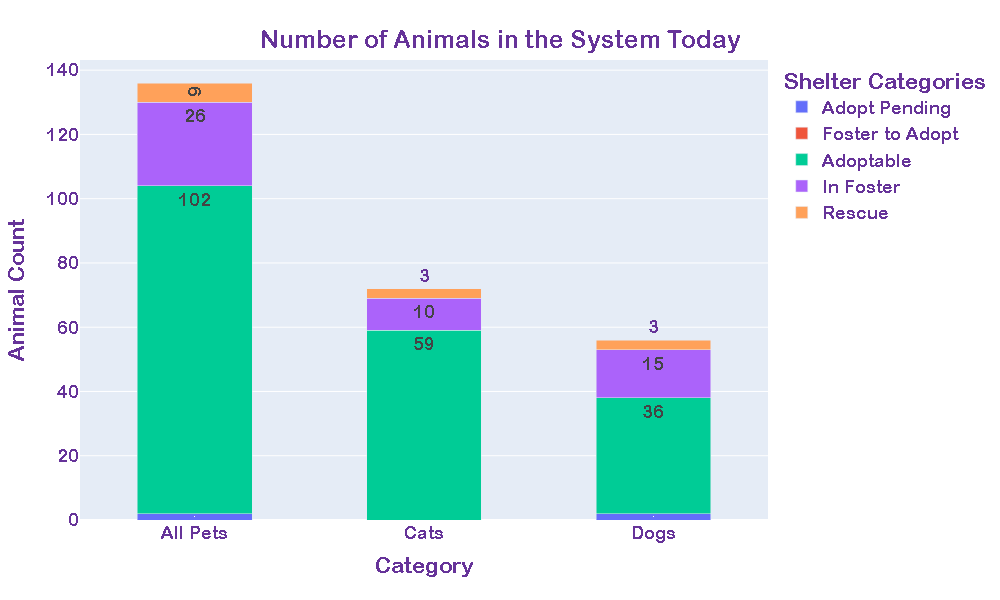 Number of Animals in the System Today
Animal Count
140
120
100
80
60
40
20
0
6
26
102
3
10
59
3
15
36
All Pets
Cats
Dogs
Category
Shelter Categories
Adopt Pending
Foster to Adopt
Adoptable
In Foster
Rescue